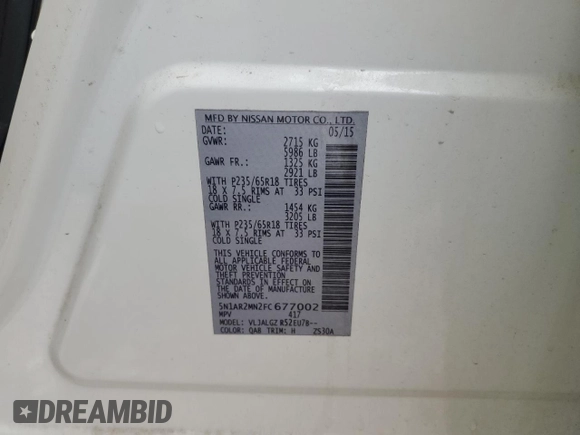 MFD BY NISSAN MOTOR CO., LTD.
DATE: 05/15
GVWR: 2715 KG
5986 LB
GAWR FR.: 1325 KG
2921 LB
WITH P235/65R18 TIRES
18 X 7.5 RIMS AT 33 PSI
COLD SINGLE
GAWR RR.: 1454 KG
3205 LB
WITH P235/65R18 TIRES
18 X 7.5 RIMS AT 33 PSI
COLD SINGLE
THIS VEHICLE CONFORMS TO
ALL APPLICABLE FEDERAL
MOTOR VEHICLE SAFETY AND
THEFT PREVENTION
STANDARDS IN EFFECT ON
THE DATE OF MANUFACTURE
SHOWN ABOVE.
5N1AR2MN2FC677002
MPV 417
MODEL: VLJALGZ R52EU7B--
COLOR: QAB TRIM: H ZS30A
DREAMBID